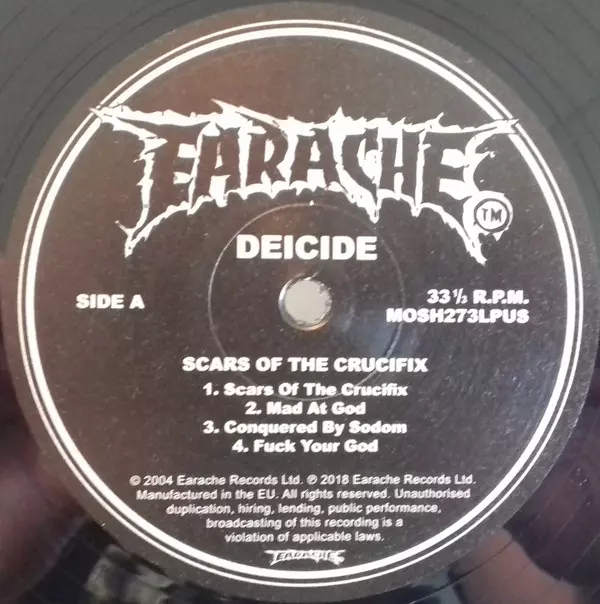 EARACHE
TM
DEICIDE
SIDE A
33 1/3 R.P.M.
MOSH273LPUS
SCARS OF THE CRUCIFIX
1. Scars Of The Crucifix
2. Mad At God
3. Conquered By Sodom
4. Fuck Your God
© 2004 Earache Records Ltd. ℗ 2018 Earache Records Ltd.
Manufactured in the EU. All rights reserved. Unauthorised
duplication, hiring, lending, public performance,
broadcasting of this recording is a
violation of applicable laws.
EARACHE